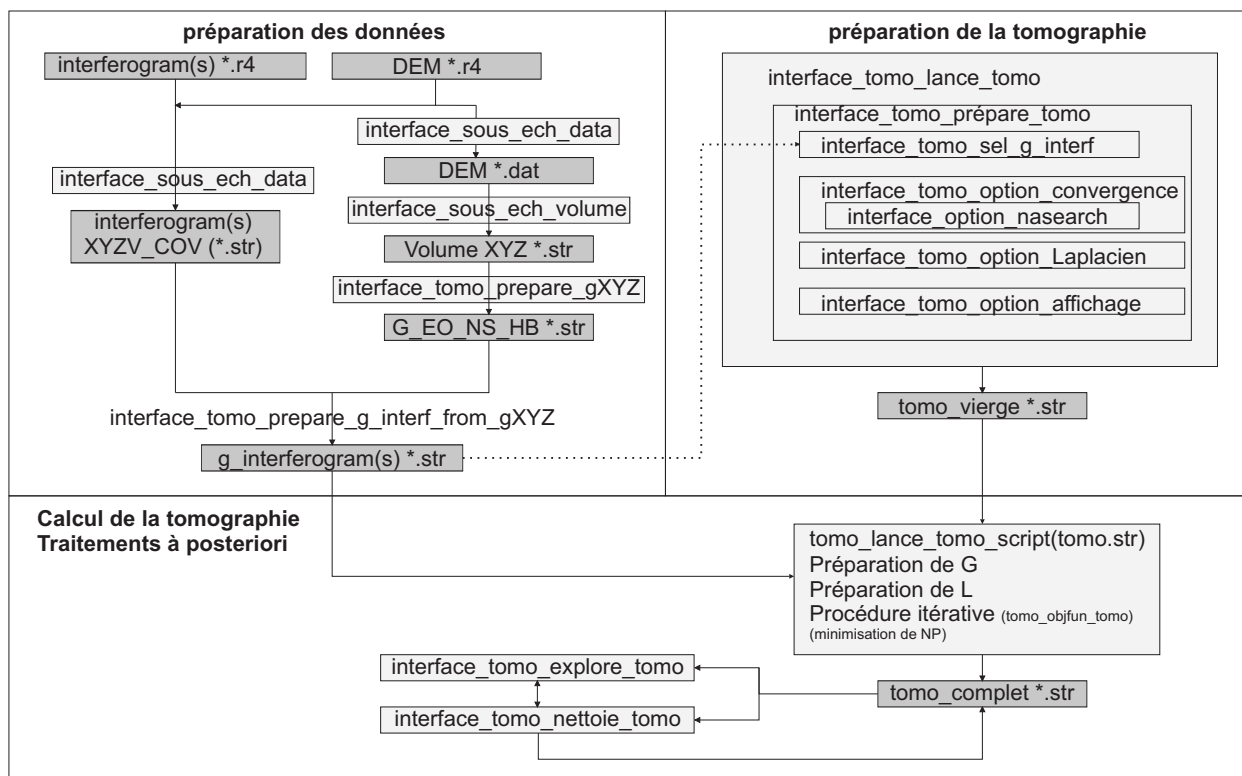 préparation des données
interferogram(s) *.r4
DEM *.r4
interface_sous_ech_data
DEM *.dat
interface_sous_ech_data
interface_sous_ech_volume
interferogram(s)
XYZV_COV (*.str)
Volume XYZ *.str
interface_tomo_prepare_gXYZ
G_EO_NS_HB *.str
interface_tomo_prepare_g_interf_from_gXYZ
g_interferogram(s) *.str
préparation de la tomographie
interface_tomo_lance_tomo
interface_tomo_prépare_tomo
interface_tomo_sel_g_interf
interface_tomo_option_convergence
interface_option_nasearch
interface_tomo_option_Laplacien
interface_tomo_option_affichage
tomo_vierge *.str
Calcul de la tomographie
Traitements à posteriori
tomo_lance_tomo_script(tomo.str)
Préparation de G
Préparation de L
Procédure itérative (tomo_objfun_tomo)
(minimisation de NP)
interface_tomo_explore_tomo
tomo_complet *.str
interface_tomo_nettoie_tomo